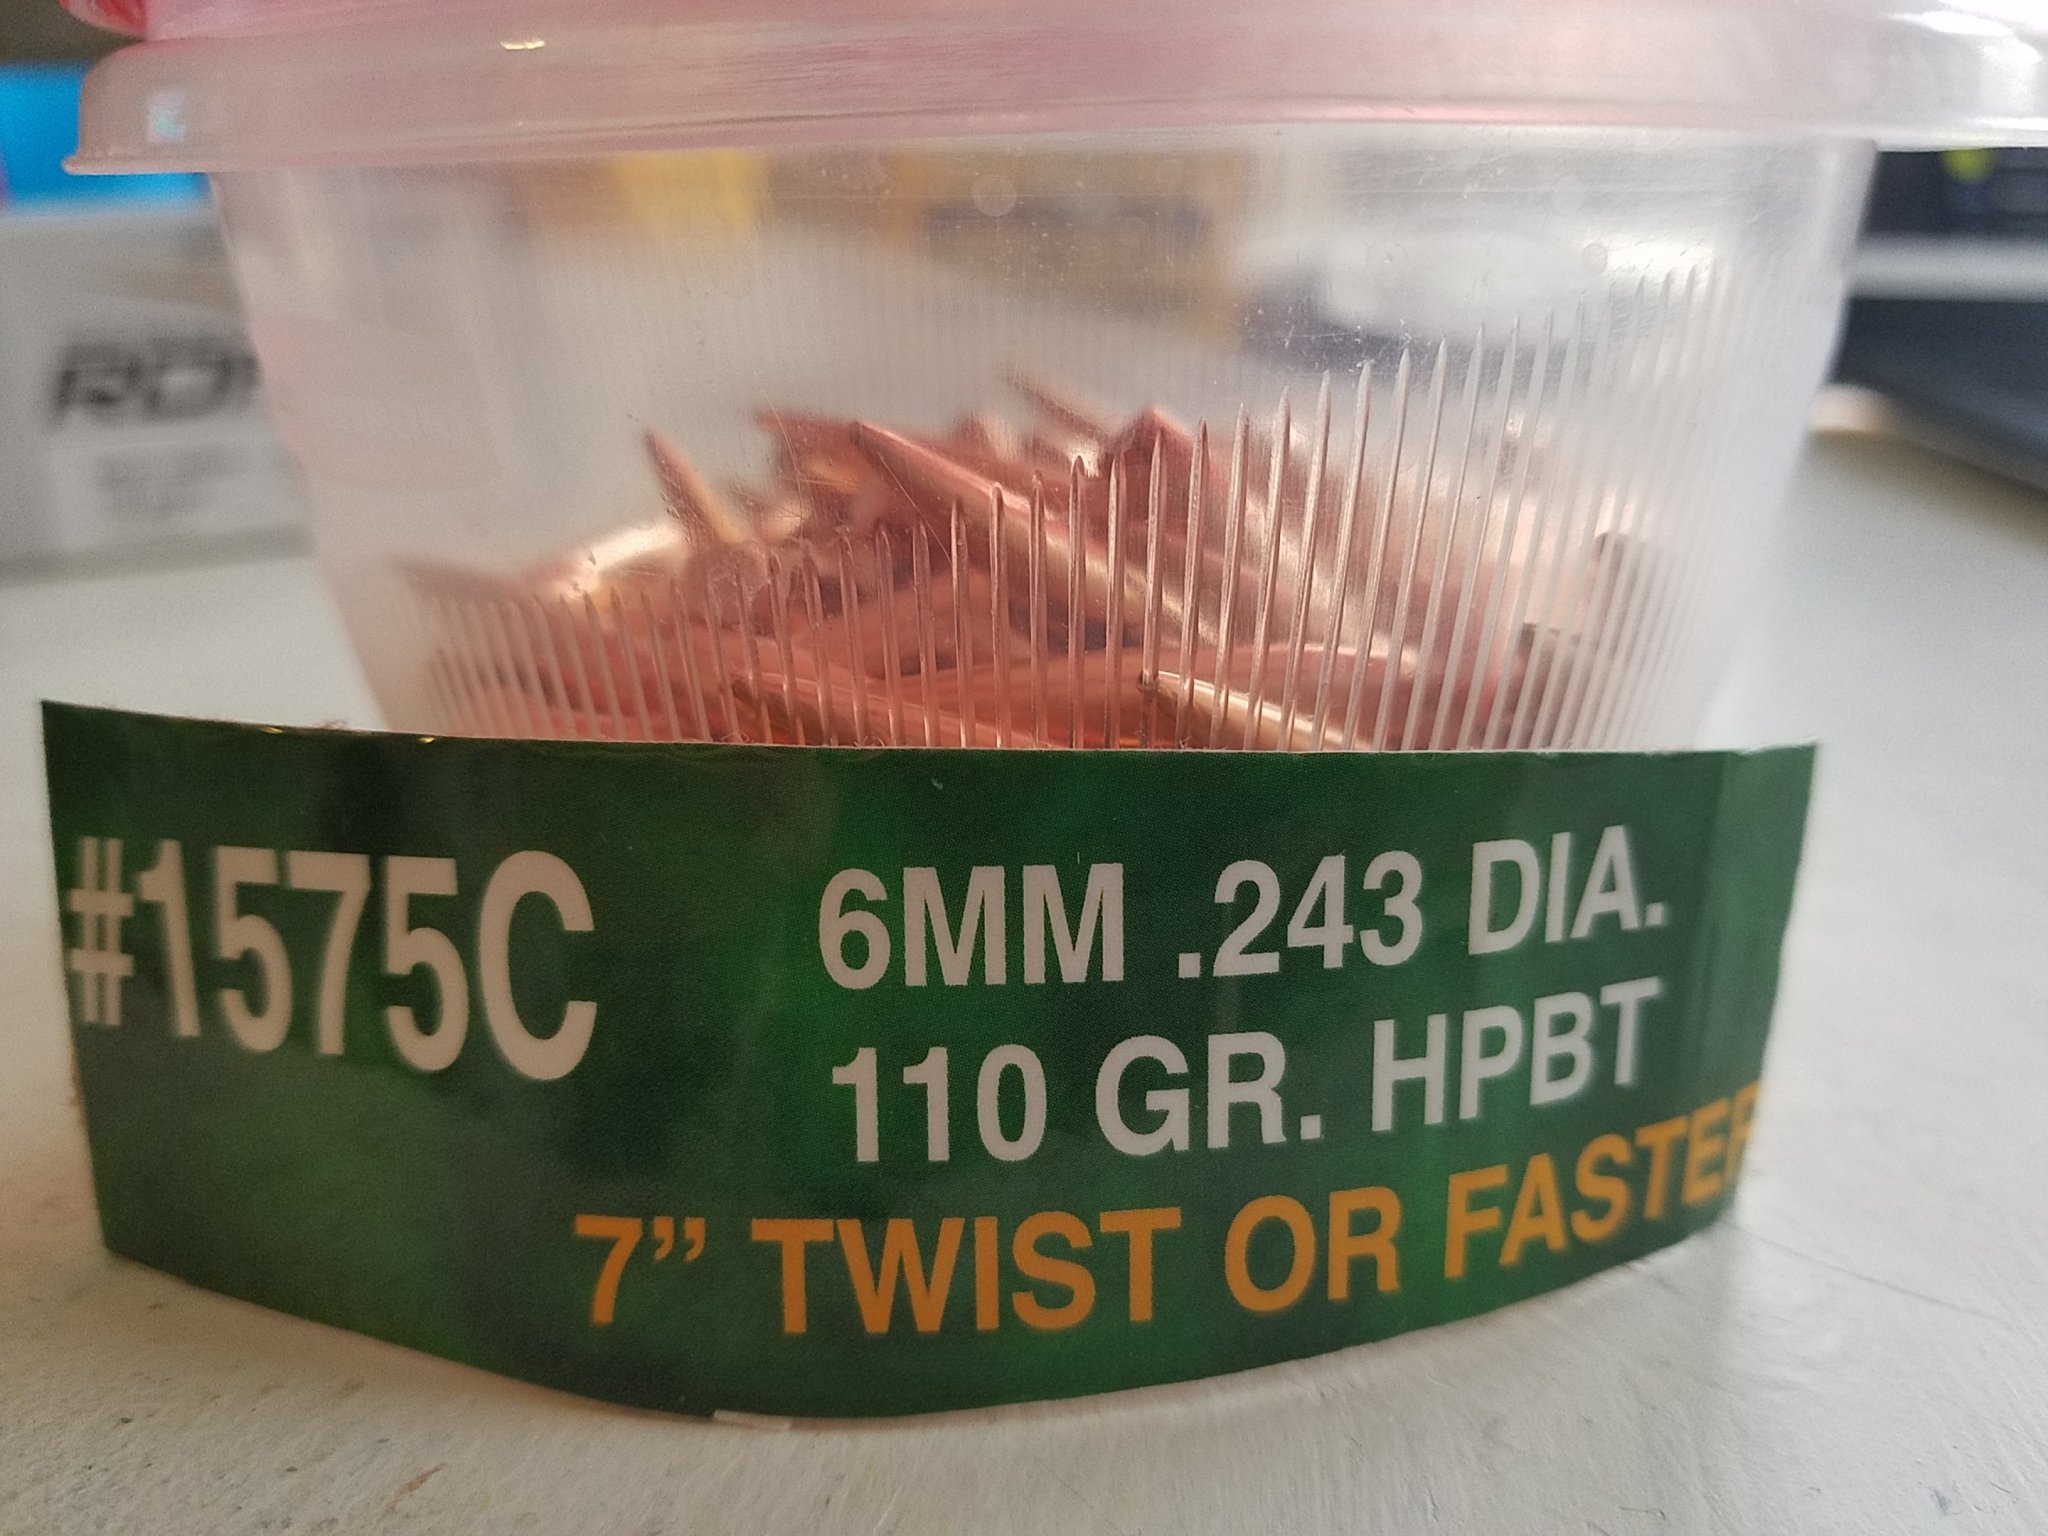 #1575C
6MM .243 DIA.
110 GR. HPBT
7” TWIST OR FASTER